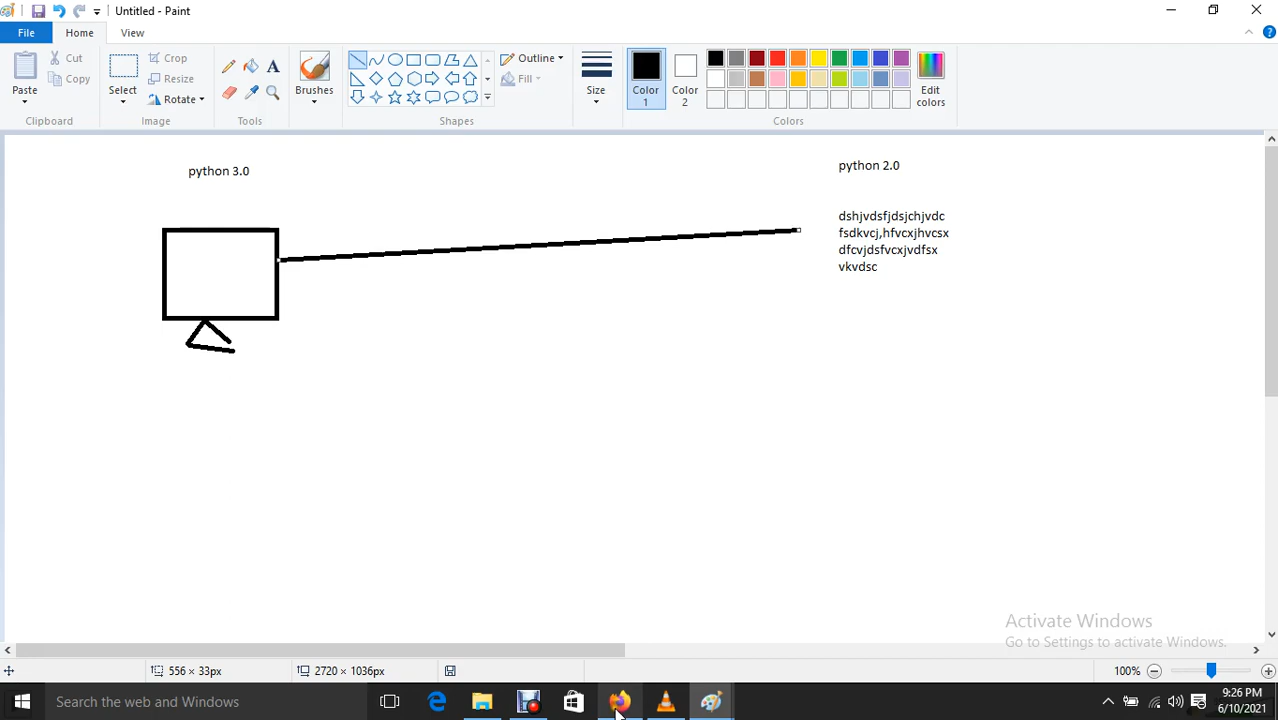 Untitled - Paint
File
Home
View
Paste
Cut
Copy
Clipboard
Select
Crop
Resize
Rotate
Image
A
Tools
Brushes
Shapes
Outline
Fill
Size
Color 1
Color 2
Edit colors
Colors
python 3.0
python 2.0
dshjvdsfjdsjchjvdc
fsdkvcj,hfvcxjhvcsx
dfcvjdsfvcxjvdfsx
vkvdsc
Activate Windows
Go to Settings to activate Windows.
556 × 33px
2720 × 1036px
100%
Search the web and Windows
9:26 PM
6/10/2021